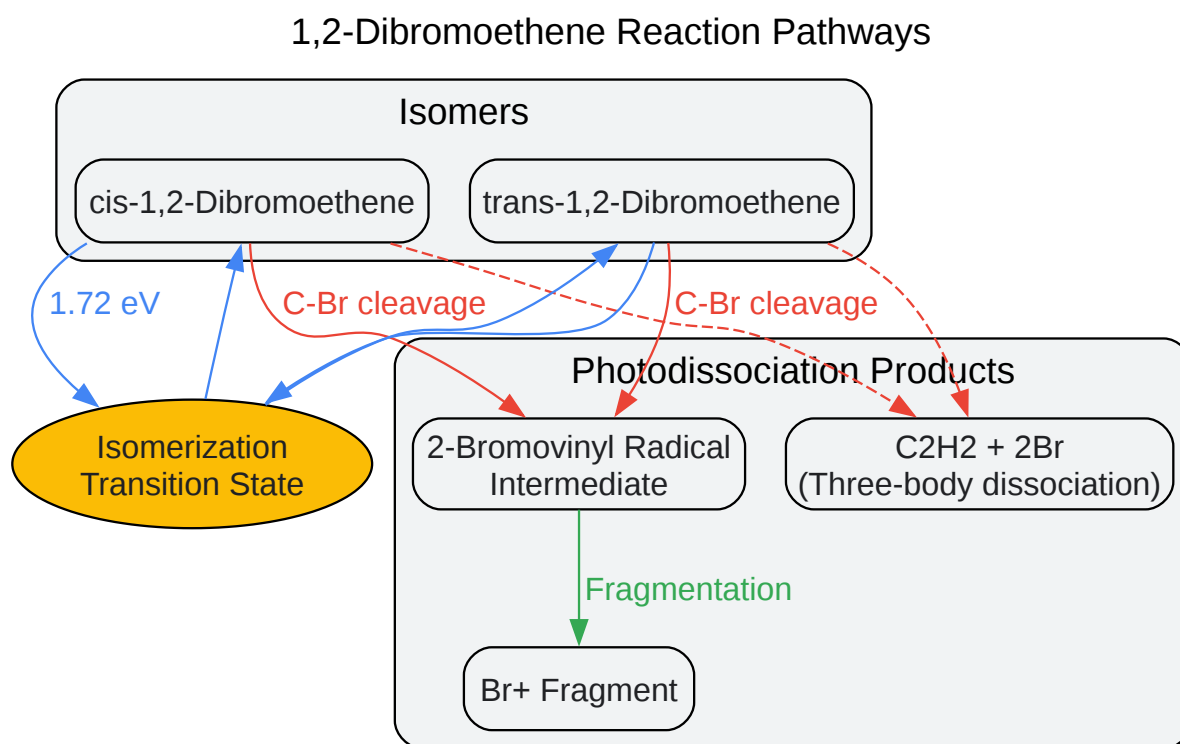 1,2-Dibromoethene Reaction Pathways
Isomers
cis-1,2-Dibromoethene
trans-1,2-Dibromoethene
1.72 eV
C-Br cleavage
C-Br cleavage
Photodissociation Products
Isomerization
Transition State
2-Bromovinyl Radical
Intermediate
C2H2 + 2Br
(Three-body dissociation)
Fragmentation
Br+ Fragment